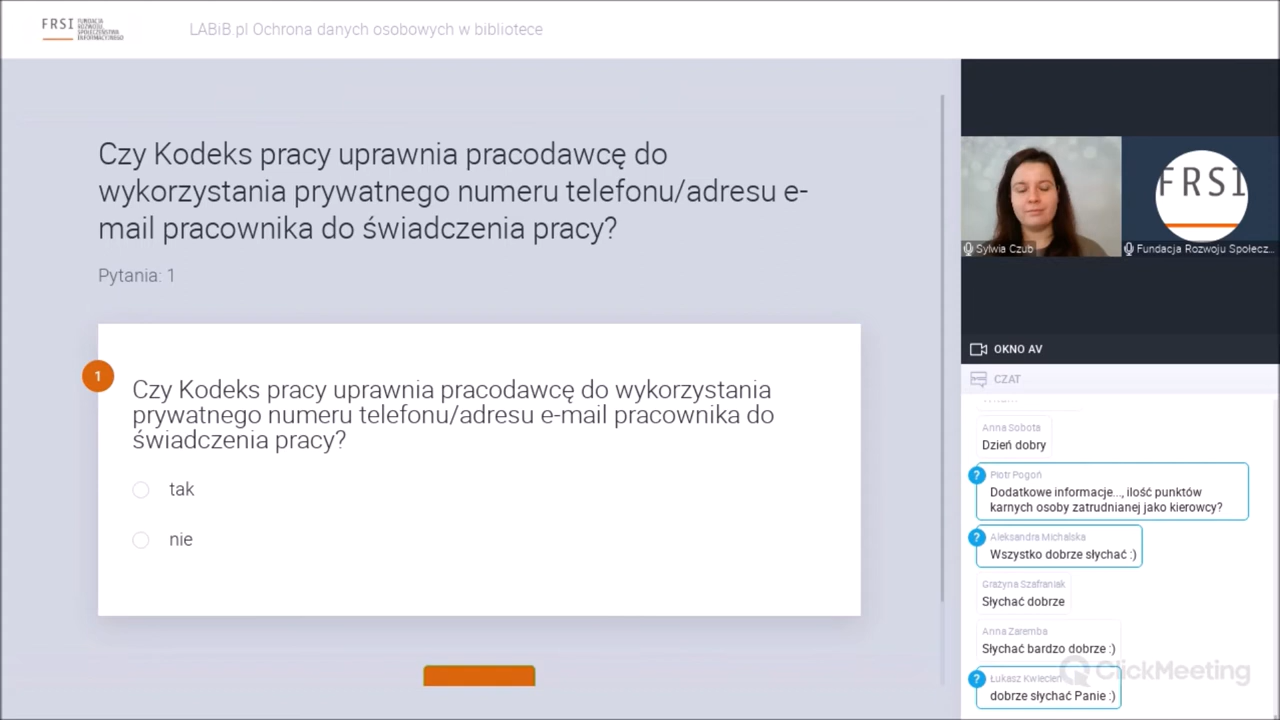 FRSI FUNDACJA
ROZWOJU
SPOŁECZEŃSTWA
INFORMACYJNEGO
LABiB.pl Ochrona danych osobowych w bibliotece
Czy Kodeks pracy uprawnia pracodawcę do
wykorzystania prywatnego numeru telefonu/adresu e-
mail pracownika do świadczenia pracy?
Pytania: 1
1
Czy Kodeks pracy uprawnia pracodawcę do wykorzystania
prywatnego numeru telefonu/adresu e-mail pracownika do
świadczenia pracy?
tak
nie
FRSI
Sylwia Czub
Fundacja Rozwoju Społecz...
OKNO AV
CZAT
Anna Sobota
Dzień dobry
?
Piotr Pogoń
Dodatkowe informacje..., ilość punktów
karnych osoby zatrudnianej jako kierowcy?
?
Aleksandra Michalska
Wszystko dobrze słychać :)
Grażyna Szafraniak
Słychać dobrze
Anna Zaremba
Słychać bardzo dobrze :)
?
Łukasz Kwiecień
dobrze słychać Panie :)
ClickMeeting